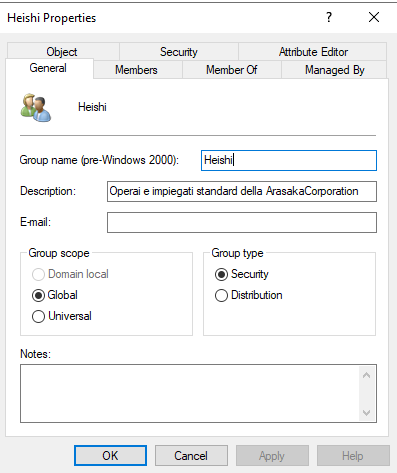 Heishi Properties
? ×
Object Security Attribute Editor
General Members Member Of Managed By
Heishi
Group name (pre-Windows 2000): Heishi
Description: Operai e impiegati standard della ArasakaCorporation
E-mail:
Group scope Group type
Domain local Security
Global Distribution
Universal
Notes:
OK Cancel Apply Help